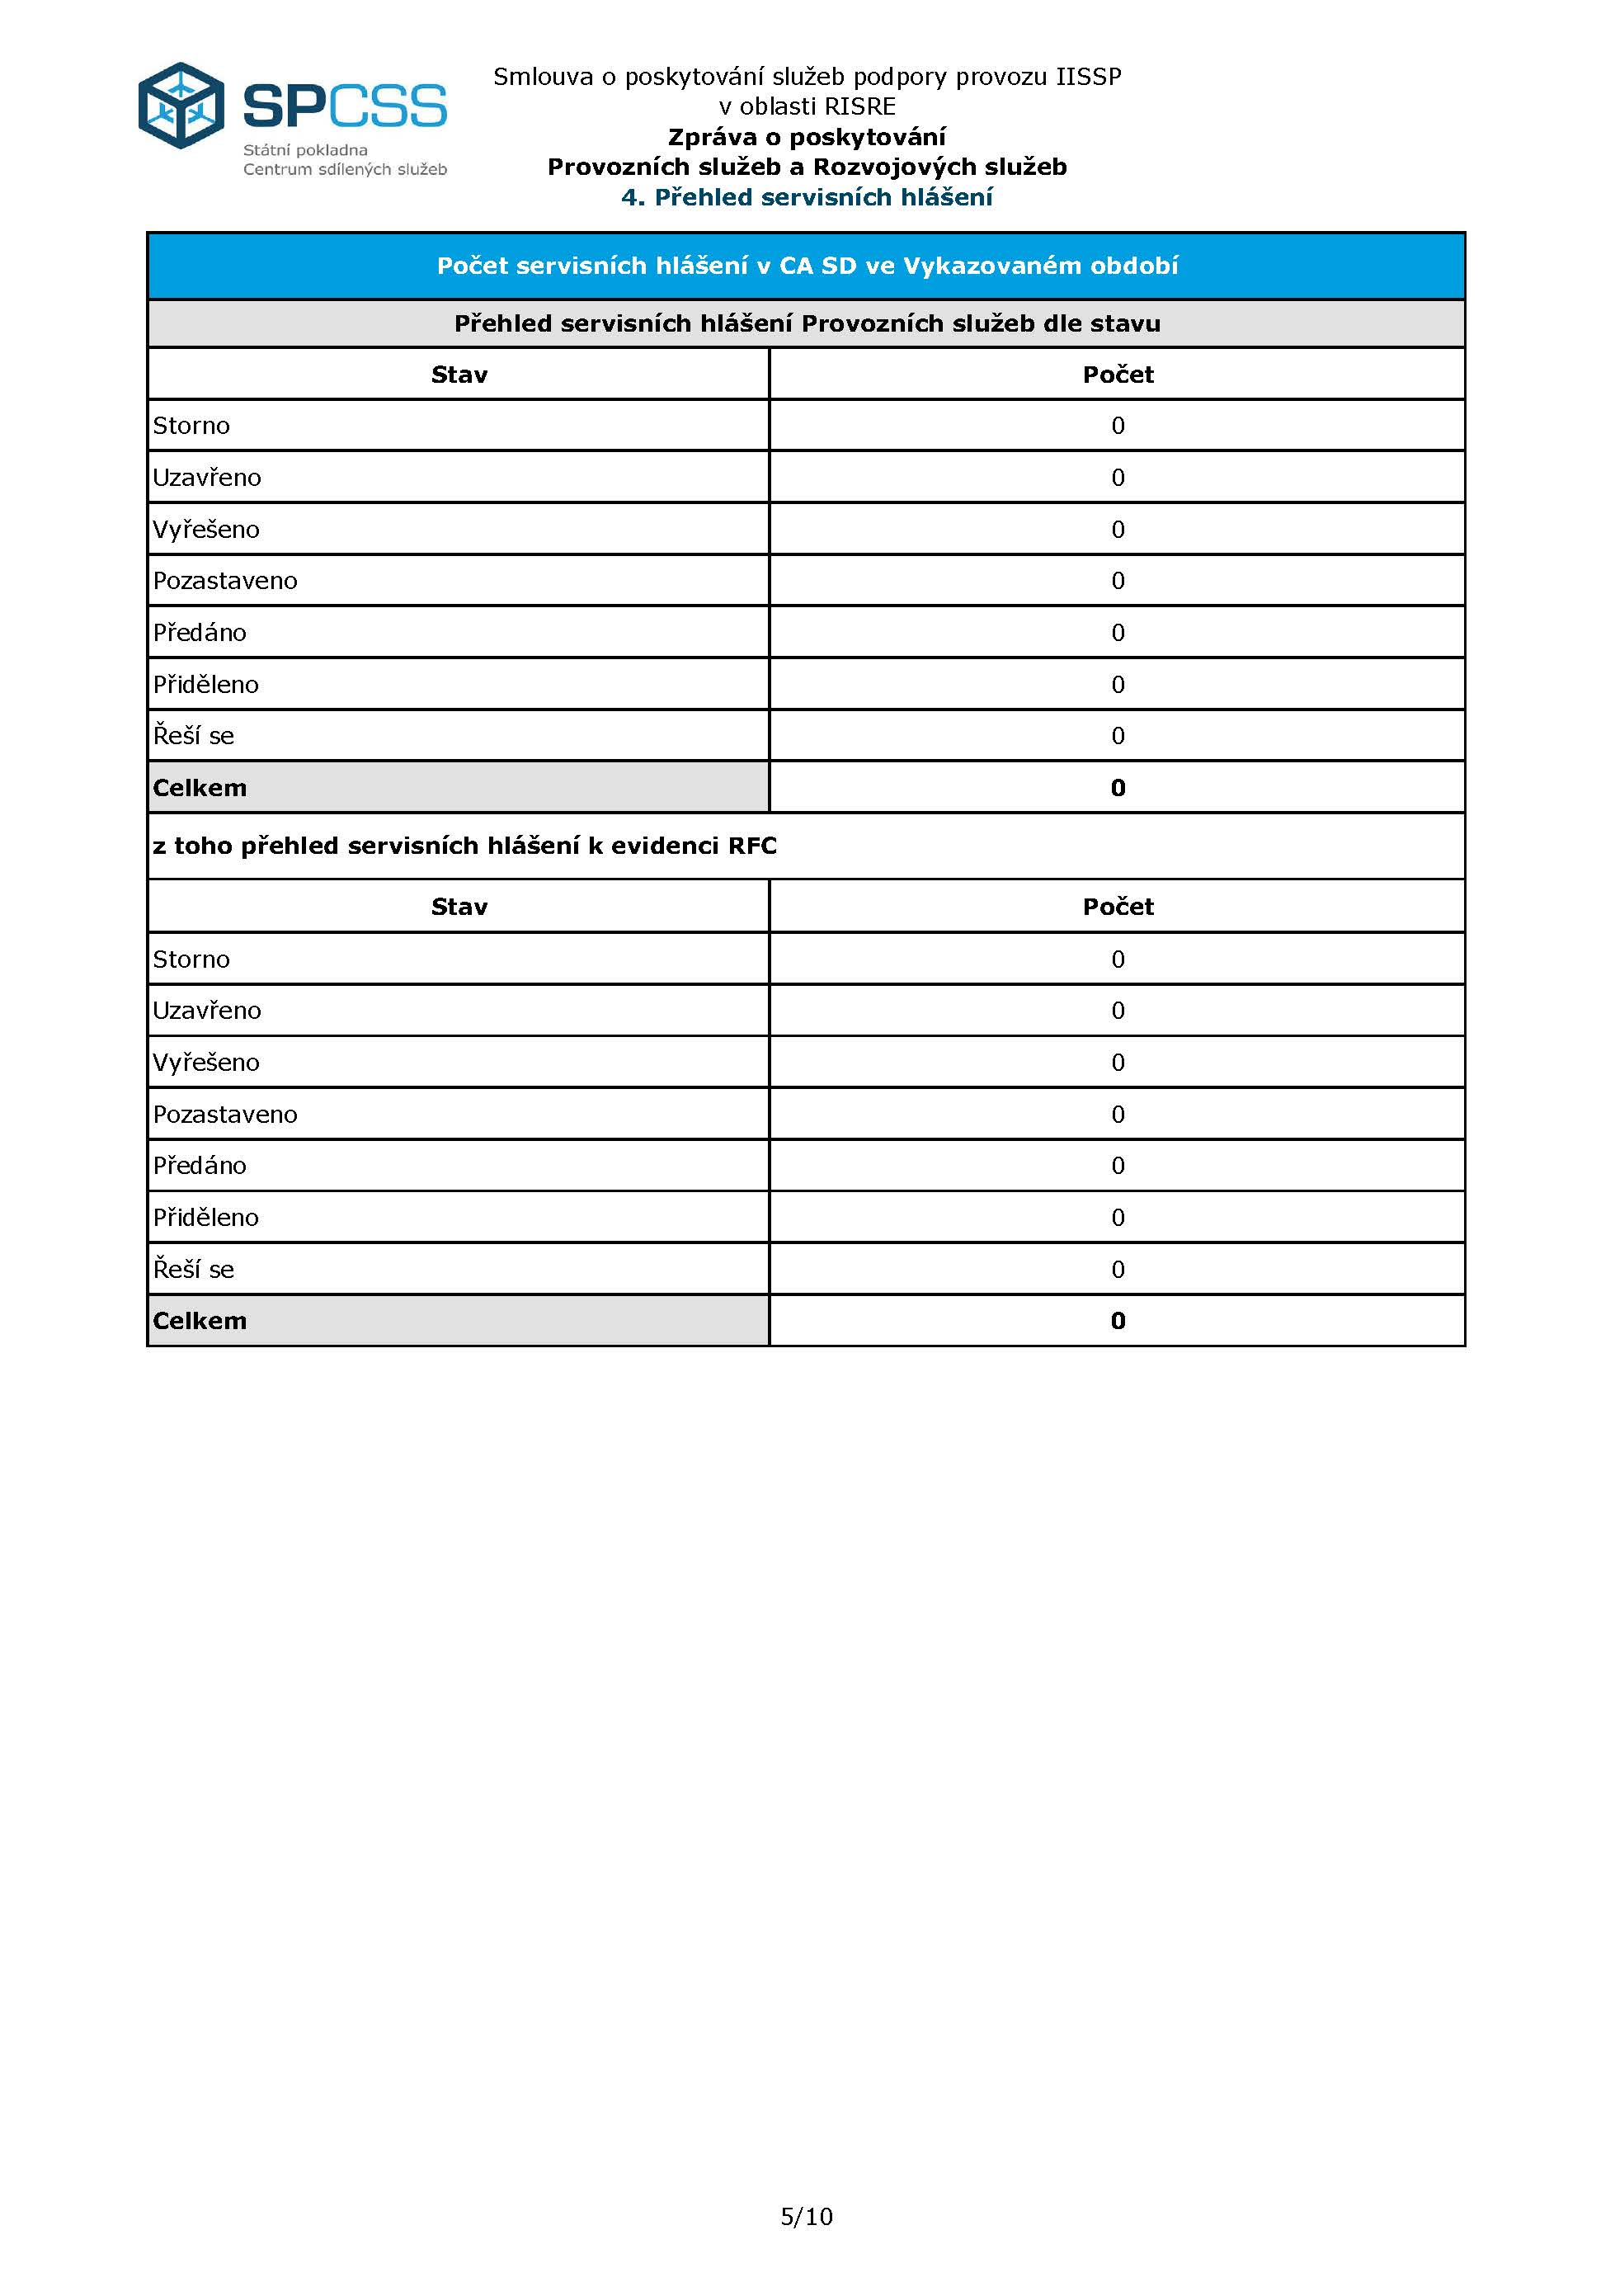 SPCSS
Státní pokladna
Centrum sdílených služeb
Smlouva o poskytování služeb podpory provozu IISSP
v oblasti RISRE
Zpráva o poskytování
Provozních služeb a Rozvojových služeb
4. Přehled servisních hlášení
Počet servisních hlášení v CA SD ve Vykazovaném období
Přehled servisních hlášení Provozních služeb dle stavu
Stav Počet
Storno 0
Uzavřeno 0
Vyřešeno 0
Pozastaveno 0
Předáno 0
Přiděleno 0
Řeší se 0
Celkem 0
z toho přehled servisních hlášení k evidenci RFC
Stav Počet
Storno 0
Uzavřeno 0
Vyřešeno 0
Pozastaveno 0
Předáno 0
Přiděleno 0
Řeší se 0
Celkem 0
5/10